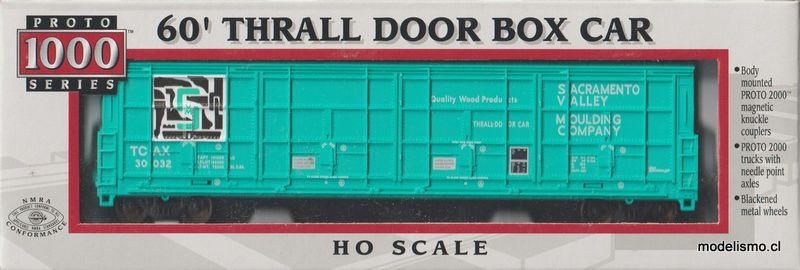 PROTO
1000
SERIES
™
60' THRALL DOOR BOX CAR
Quality Wood Products
THRALL-DOOR CAR
SACRAMENTO
VALLEY
MOULDING
COMPANY
S
TCAX
30032
• Body
mounted
PROTO 2000™
magnetic
knuckle
couplers
• PROTO 2000
trucks with
needle point
axles
• Blackened
metal wheels
NMRA
CONFORMANCE
HO SCALE
modelismo.cl